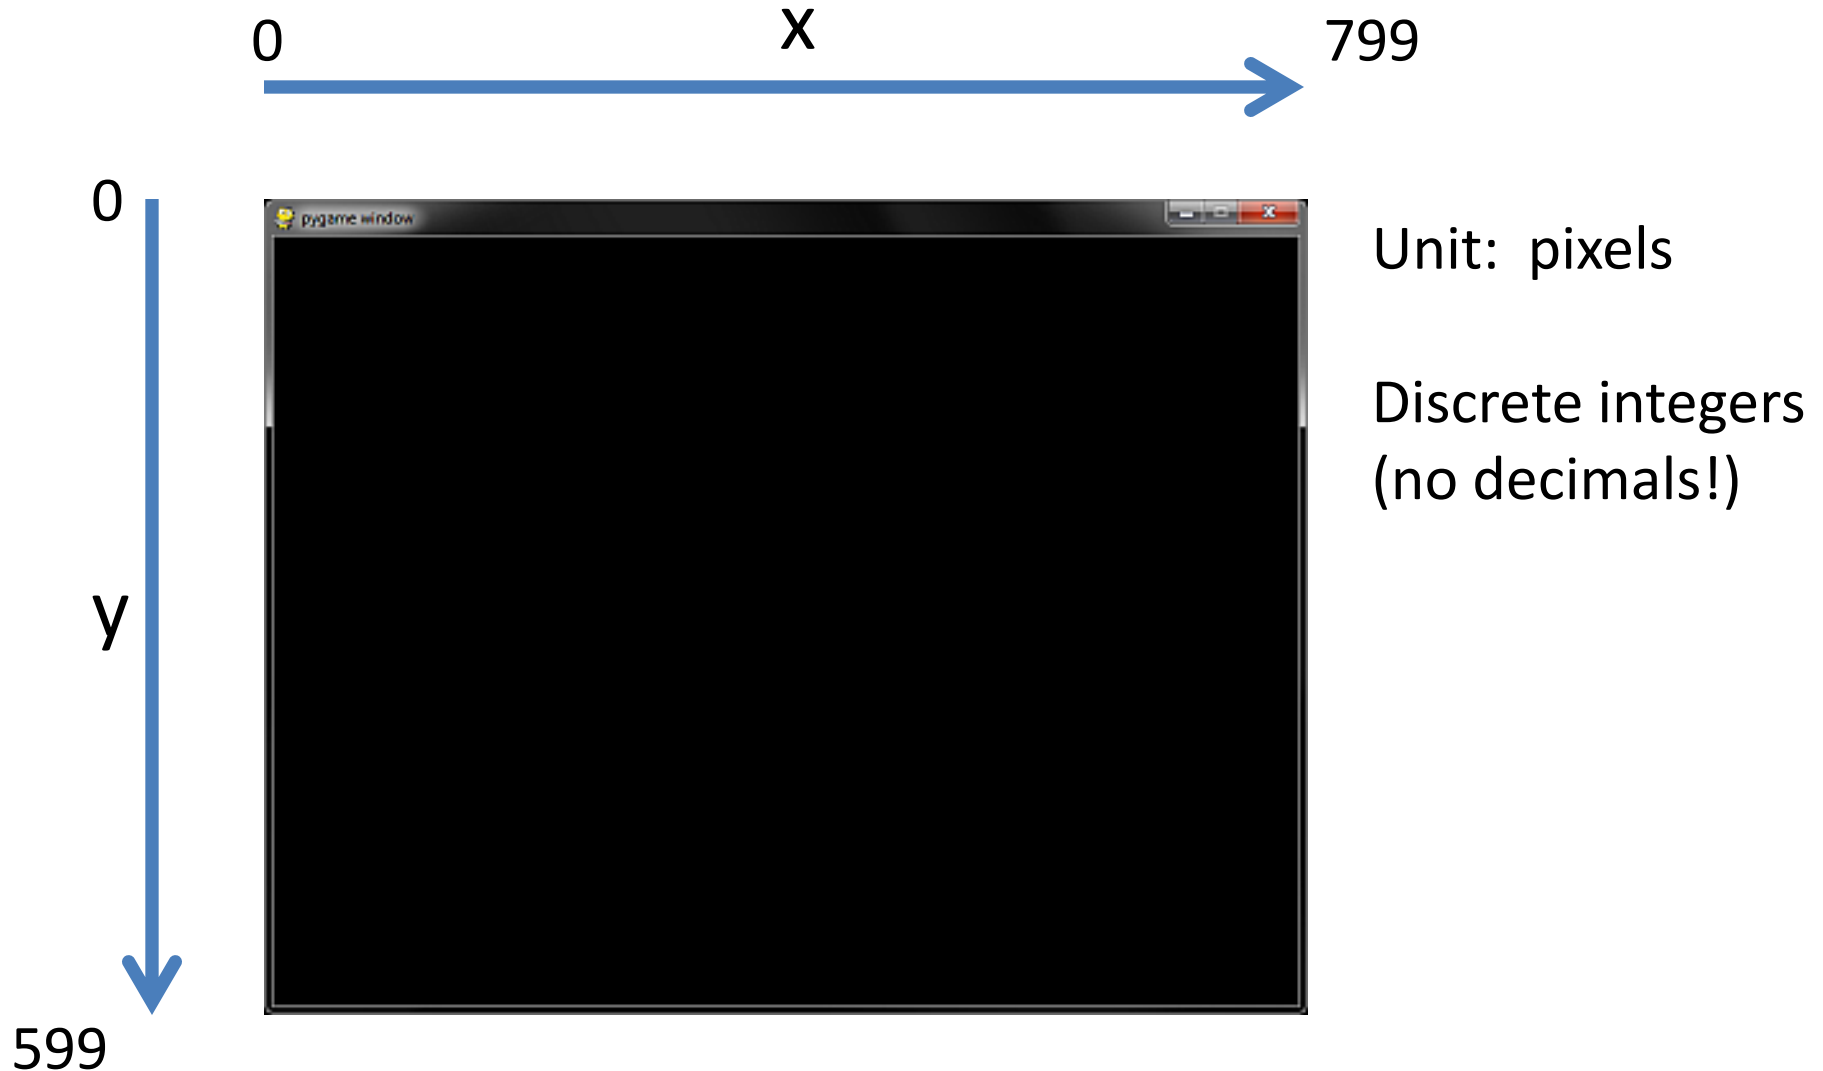 0
x
799
0
pygame window
Unit: pixels
Discrete integers
(no decimals!)
y
599